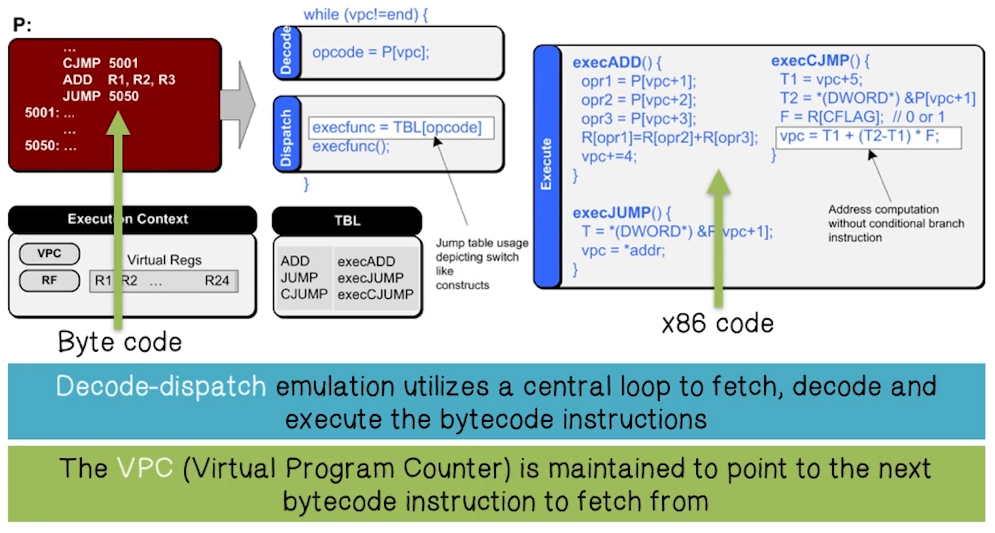 P:
...
CJMP 5001
ADD R1, R2, R3
JUMP 5050
5001: ...
...
5050: ...
while (vpc!=end) {
Decode
opcode = P[vpc];
Dispatch
execfunc = TBL[opcode]
execfunc();
}
Jump table usage
depicting switch
like
constructs
Execution Context
VPC
RF
Virtual Regs
R1 R2 ... R24
TBL
ADD execADD
JUMP execJUMP
CJUMP execCJUMP
Execute
execADD() {
opr1 = P[vpc+1];
opr2 = P[vpc+2];
opr3 = P[vpc+3];
R[opr1]=R[opr2]+R[opr3];
vpc+=4;
}
execJUMP() {
T = *(DWORD*) &P[vpc+1];
vpc = *addr;
}
execCJUMP() {
T1 = vpc+5;
T2 = *(DWORD*) &P[vpc+1]
F = R[CFLAG]; // 0 or 1
vpc = T1 + (T2-T1) * F;
}
Address computation
without conditional branch
instruction
Byte code
x86 code
Decode-dispatch emulation utilizes a central loop to fetch, decode and
execute the bytecode instructions
The VPC (Virtual Program Counter) is maintained to point to the next
bytecode instruction to fetch from